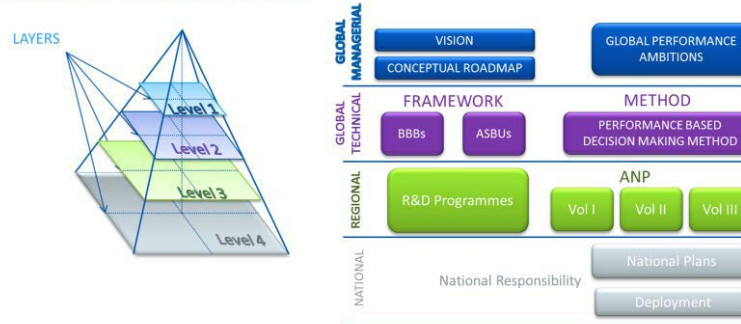 LAYERS
Level 1
Level 2
Level 3
Level 4
GLOBAL
MANAGERIAL
VISION
CONCEPTUAL ROADMAP
GLOBAL PERFORMANCE
AMBITIONS
GLOBAL
TECHNICAL
FRAMEWORK
BBBs
ASBUs
METHOD
PERFORMANCE BASED
DECISION MAKING METHOD
REGIONAL
R&D Programmes
ANP
Vol I
Vol II
Vol III
NATIONAL
National Responsibility
National Plans
Deployment